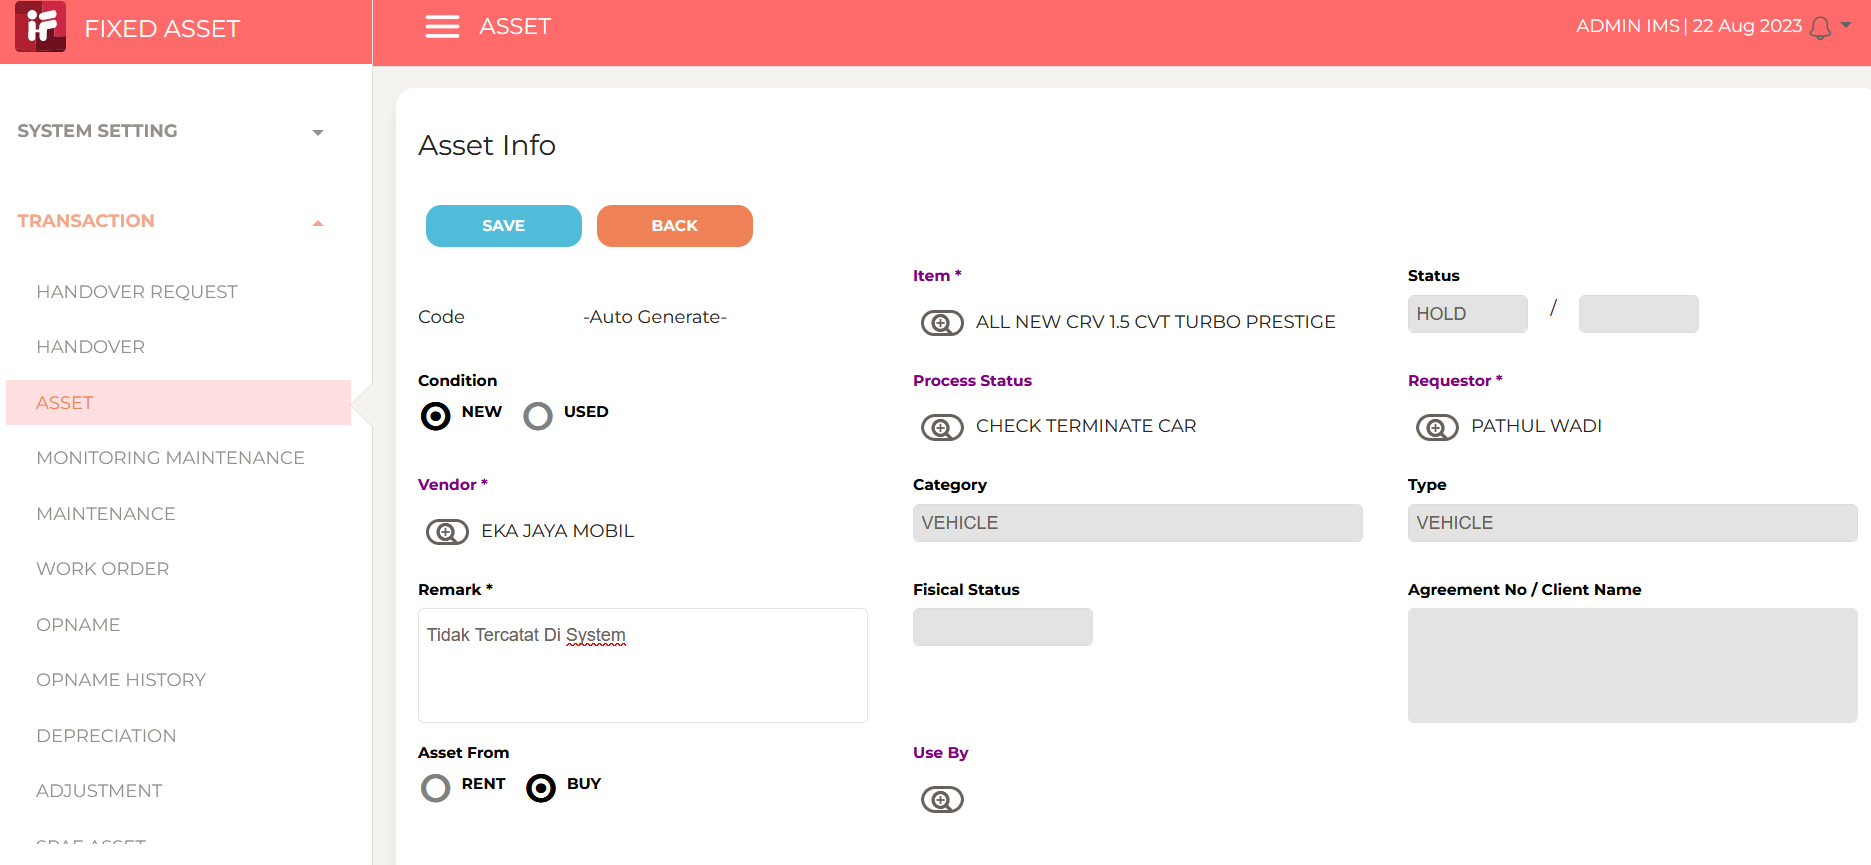 FIXED ASSET
ASSET
ADMIN IMS | 22 Aug 2023
SYSTEM SETTING
TRANSACTION
HANDOVER REQUEST
HANDOVER
ASSET
MONITORING MAINTENANCE
MAINTENANCE
WORK ORDER
OPNAME
OPNAME HISTORY
DEPRECIATION
ADJUSTMENT
Asset Info
SAVE BACK
Code -Auto Generate-
Item *
ALL NEW CRV 1.5 CVT TURBO PRESTIGE
Status
HOLD /
Condition
NEW USED
Process Status
CHECK TERMINATE CAR
Requestor *
PATHUL WADI
Vendor *
EKA JAYA MOBIL
Category
VEHICLE
Type
VEHICLE
Remark *
Tidak Tercatat Di System
Fisical Status
Agreement No / Client Name
Asset From
RENT BUY
Use By